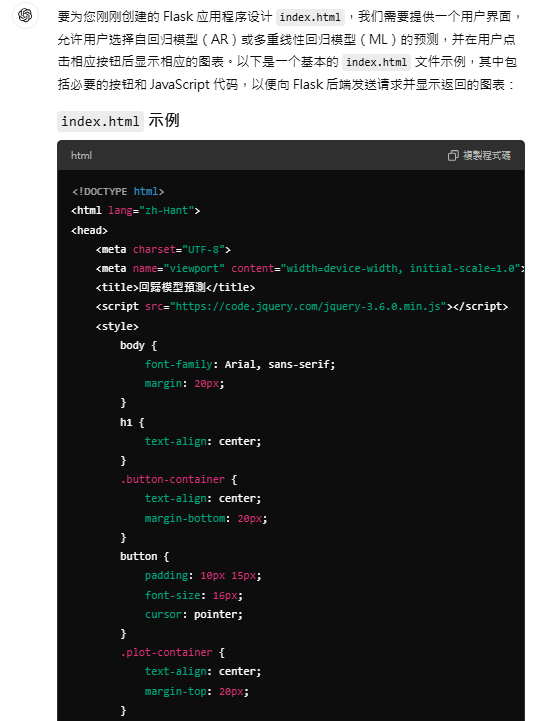 要为您刚刚创建的 Flask 应用程序设计 index.html，我们需要提供一个用户界面，
允许用户选择自回归模型（AR）或多重线性回归模型（ML）的预测，并在用户点
击相应按钮后显示相应的图表。以下是一个基本的 index.html 文件示例，其中包
括必要的按钮和 JavaScript 代码，以便向 Flask 后端发送请求并显示返回的图表：
index.html 示例
html 複製程式碼
<!DOCTYPE html>
<html lang="zh-Hant">
<head>
    <meta charset="UTF-8">
    <meta name="viewport" content="width=device-width, initial-scale=1.0">
    <title>回歸模型預測</title>
    <script src="https://code.jquery.com/jquery-3.6.0.min.js"></script>
    <style>
        body {
            font-family: Arial, sans-serif;
            margin: 20px;
        }
        h1 {
            text-align: center;
        }
        .button-container {
            text-align: center;
            margin-bottom: 20px;
        }
        button {
            padding: 10px 15px;
            font-size: 16px;
            cursor: pointer;
        }
        .plot-container {
            text-align: center;
            margin-top: 20px;
        }